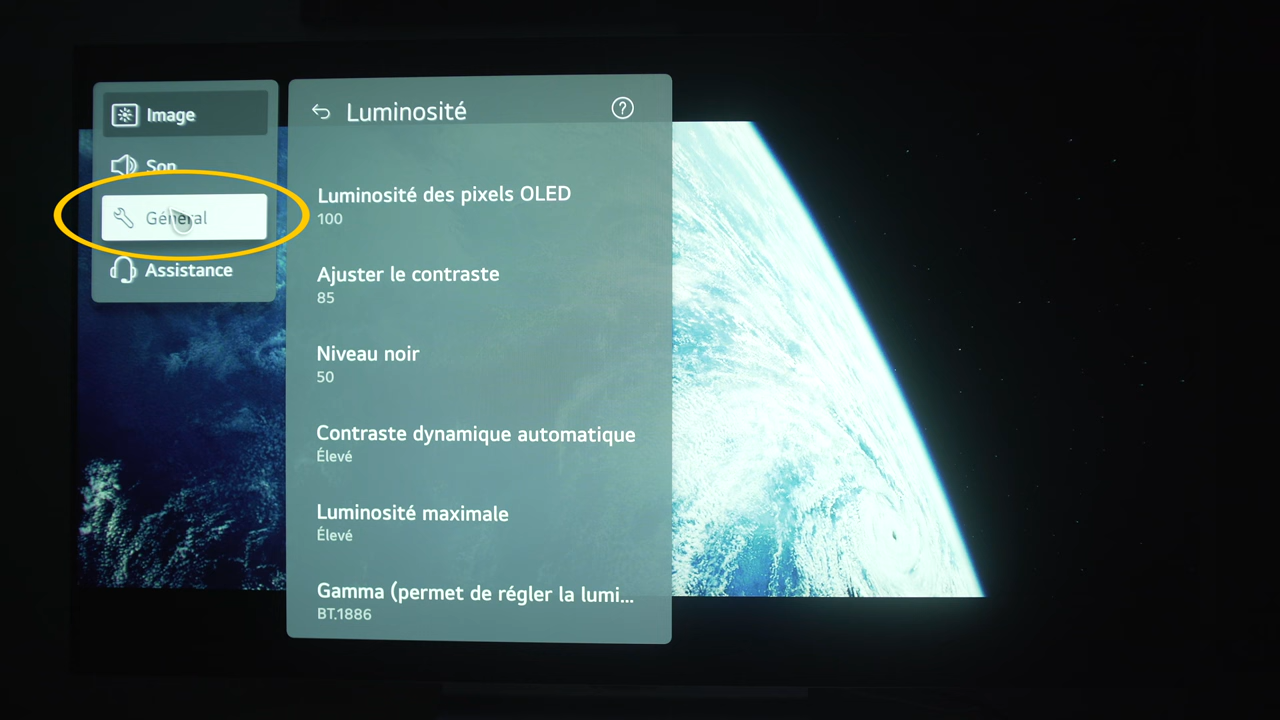 Image
Son
Général
Assistance
Luminosité
?
Luminosité des pixels OLED
100
Ajuster le contraste
85
Niveau noir
50
Contraste dynamique automatique
Élevé
Luminosité maximale
Élevé
Gamma (permet de régler la lumi...
BT.1886